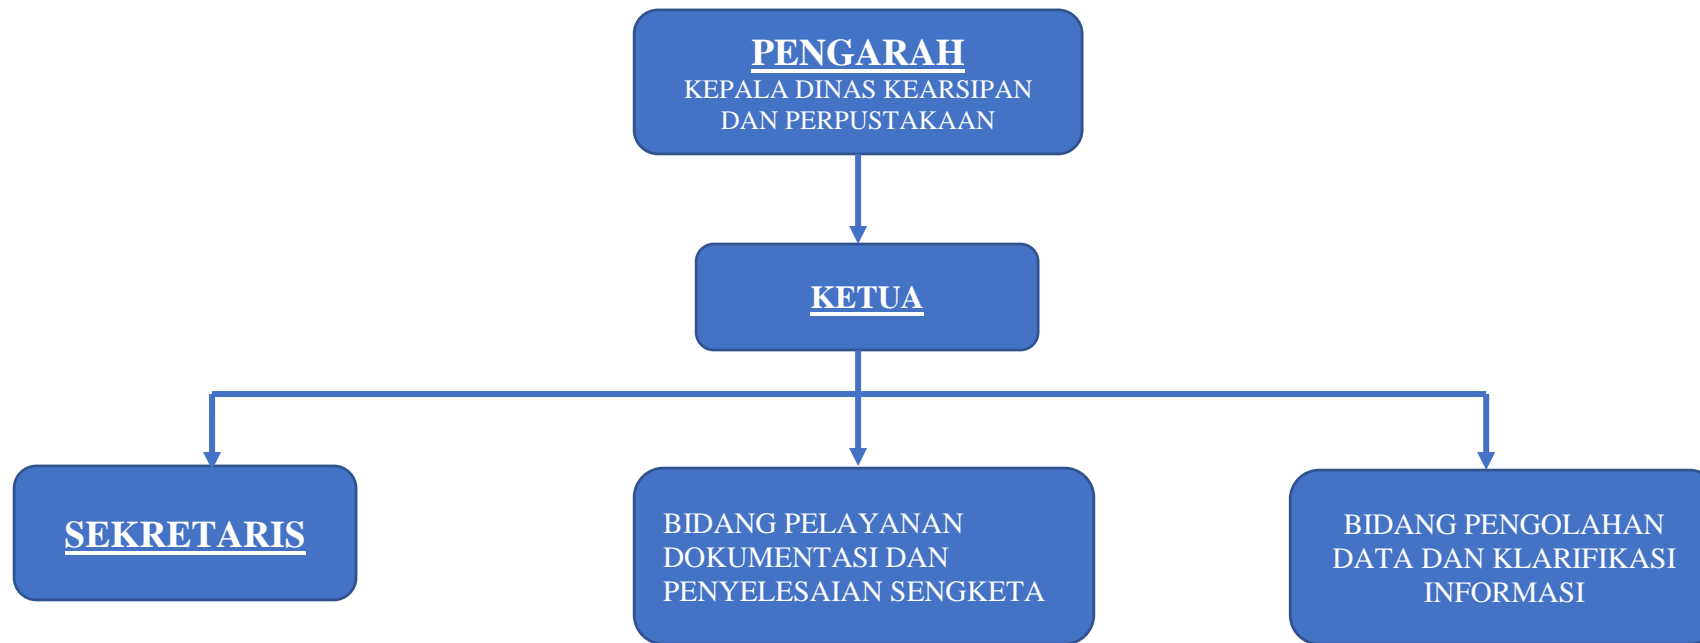 PENGARAH
KEPALA DINAS KEARSIPAN
DAN PERPUSTAKAAN
KETUA
SEKRETARIS
BIDANG PELAYANAN
DOKUMENTASI DAN
PENYELESAIAN SENGKETA
BIDANG PENGOLAHAN
DATA DAN KLARIFIKASI
INFORMASI